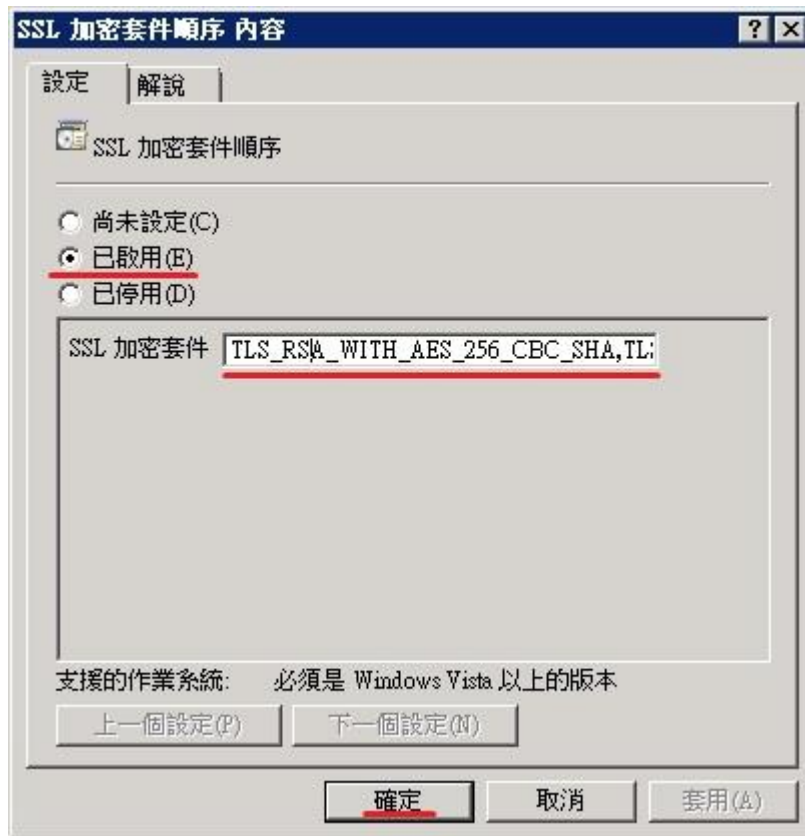 SSL 加密套件順序 內容
設定 解說
SSL 加密套件順序
尚未設定(C)
已啟用(E)
已停用(D)
SSL 加密套件 TLS_RSA_WITH_AES_256_CBC_SHA,TL
支援的作業系統: 必須是 Windows Vista 以上的版本
上一個設定(P) 下一個設定(N)
確定 取消 套用(A)